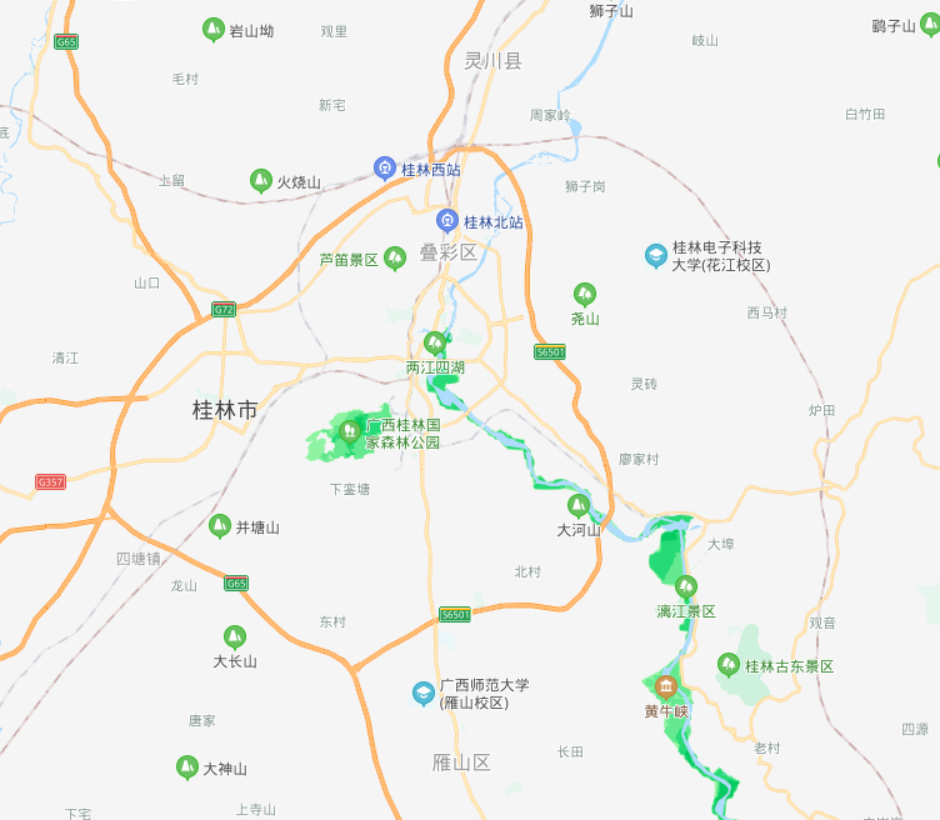 狮子山
鹞子山
G65
岩山坳
观里
岐山
灵川县
毛村
新宅
周家岭
白竹田
底
桂林西站
上留
火烧山
狮子岗
桂林北站
叠彩区
桂林电子科技
大学(花江校区)
芦笛景区
山口
尧山
G72
西马村
S6501
清江
两江四湖
灵砖
桂林市
炉田
广西桂林国
家森林公园
廖家村
G357
下銮塘
并塘山
大河山
大埠
四塘镇
北村
龙山
G65
漓江景区
S6501
东村
观音
大长山
桂林古东景区
广西师范大学
(雁山校区)
黄牛峡
唐家
四源
长田
老村
雁山区
大神山
上寺山
下宅